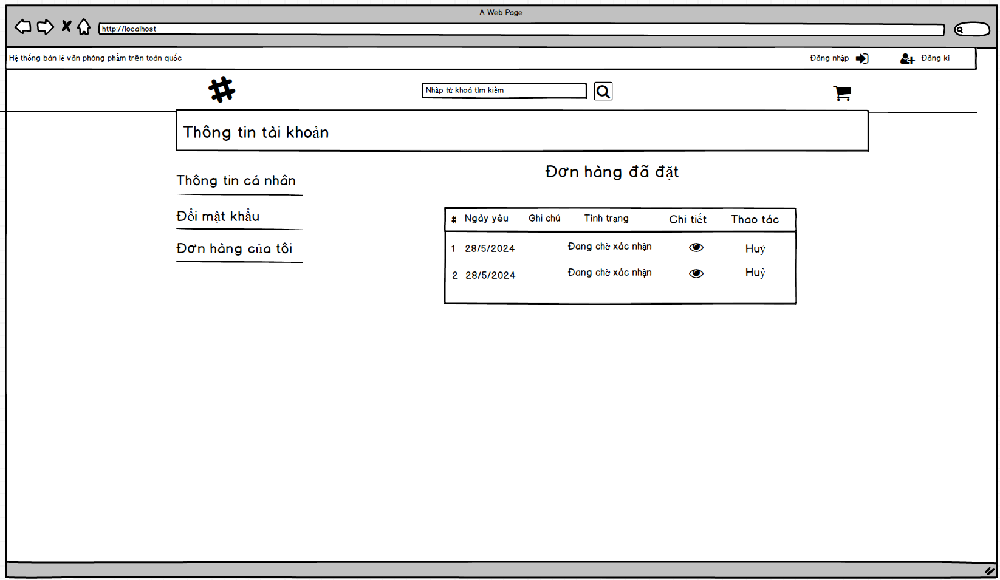 A Web Page
http://localhost
Hệ thống bán lẻ văn phòng phẩm trên toàn quốc
Đăng nhập
Đăng kí
Nhập từ khoá tìm kiếm
Thông tin tài khoản
Thông tin cá nhân
Đổi mật khẩu
Đơn hàng của tôi
Đơn hàng đã đặt
# Ngày yêu Ghi chú Tình trạng Chi tiết Thao tác
1 28/5/2024 Đang chờ xác nhận Huỷ
2 28/5/2024 Đang chờ xác nhận Huỷ